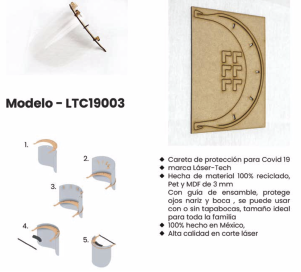 Modelo - LTC19003
1.
2.
3.
4.
5.
Careta de protección para Covid 19
marca Láser-Tech
Hecha de material 100% reciclado,
Pet y MDF de 3 mm
Con guía de ensamble, protege
ojos nariz y boca , se puede usar
con o sin tapabocas, tamaño ideal
para toda la familia
100% hecho en México,
Alta calidad en corte láser